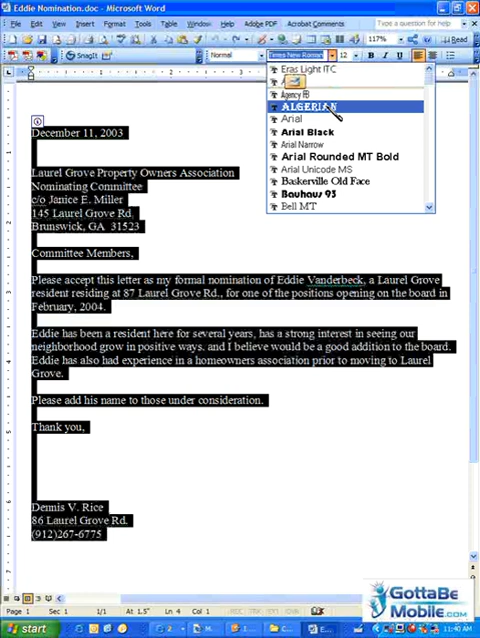 Eddie Nomination.doc - Microsoft Word
File Edit View Insert Format Tools Table Window Help Adobe PDF Acrobat Comments Type a question for help
117% Read
SnagIt Normal Times New Roman 12 B I U
Eras Light ITC
Agency FB
ALGERIAN
Arial
Arial Black
Arial Narrow
Arial Rounded MT Bold
Arial Unicode MS
Baskerville Old Face
Bauhaus 93
Bell MT
December 11, 2003
Laurel Grove Property Owners Association
Nominating Committee
c/o Janice E. Miller
145 Laurel Grove Rd.
Brunswick, GA 31523
Committee Members,
Please accept this letter as my formal nomination of Eddie Vanderbeck, a Laurel Grove
resident residing at 87 Laurel Grove Rd., for one of the positions opening on the board in
February, 2004.
Eddie has been a resident here for several years, has a strong interest in seeing our
neighborhood grow in positive ways, and I believe would be a good addition to the board.
Eddie has also had experience in a homeowners association prior to moving to Laurel
Grove.
Please add his name to those under consideration.
Thank you,
Dennis V. Rice
86 Laurel Grove Rd.
(912)267-6775
GottaBe
Mobile.com
Page 1 Sec 1 1/1 At 1.5" Ln 4 Col 1 REC TRK EXT OVR
start 2 11:40 AM